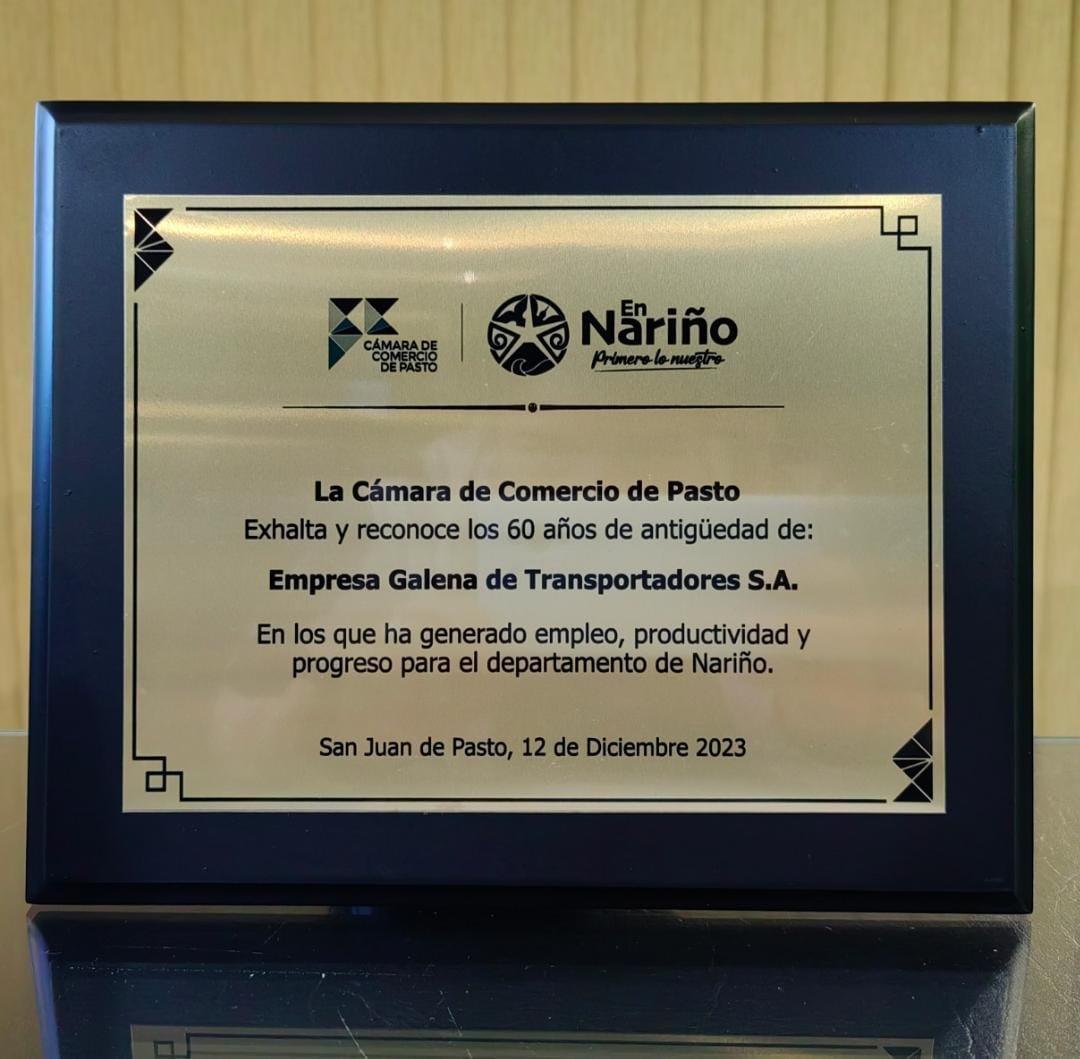 CÁMARA DE
COMERCIO
DE PASTO
En
Nariño
Primero lo nuestro
La Cámara de Comercio de Pasto
Exhalta y reconoce los 60 años de antigüedad de:
Empresa Galena de Transportadores S.A.
En los que ha generado empleo, productividad y
progreso para el departamento de Nariño.
San Juan de Pasto, 12 de Diciembre 2023